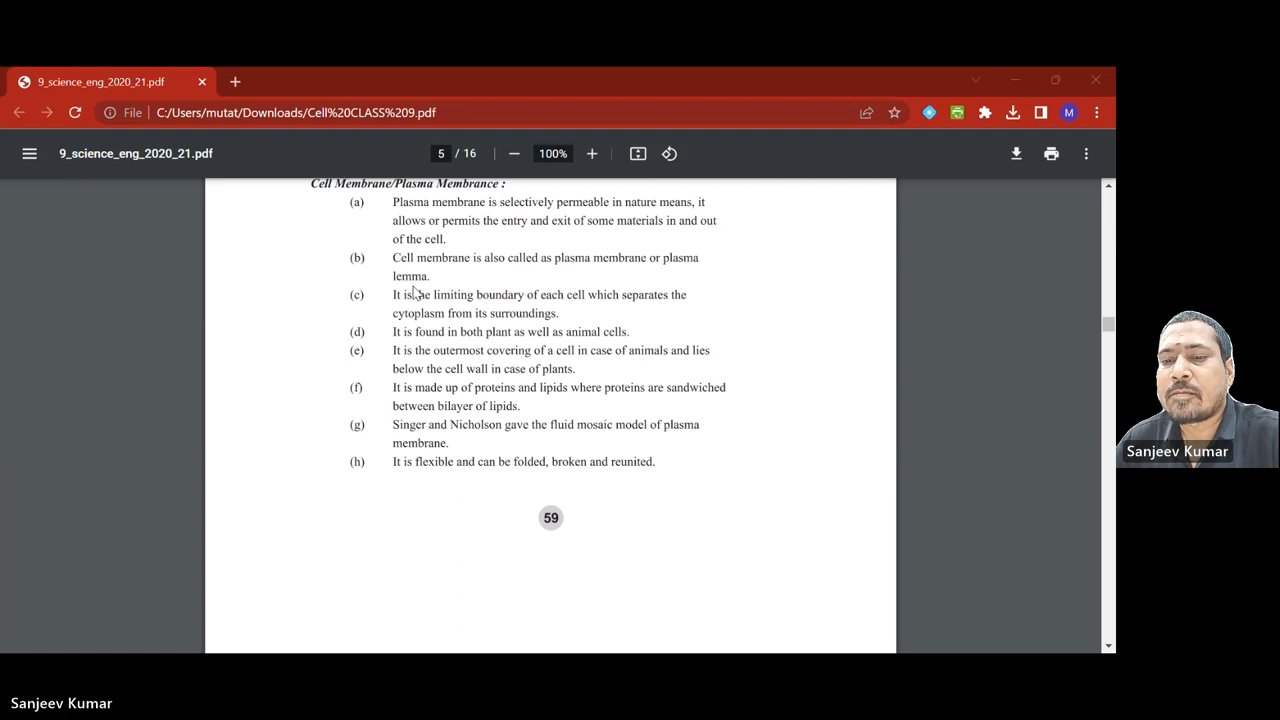 9_science_eng_2020_21.pdf
File C:/Users/mutat/Downloads/Cell%20CLASS%209.pdf M
9_science_eng_2020_21.pdf 5 / 16 100%
Cell Membrane/Plasma Membrance :
(a) Plasma membrane is selectively permeable in nature means, it
allows or permits the entry and exit of some materials in and out
of the cell.
(b) Cell membrane is also called as plasma membrane or plasma
lemma.
(c) It is the limiting boundary of each cell which separates the
cytoplasm from its surroundings.
(d) It is found in both plant as well as animal cells.
(e) It is the outermost covering of a cell in case of animals and lies
below the cell wall in case of plants.
(f) It is made up of proteins and lipids where proteins are sandwiched
between bilayer of lipids.
(g) Singer and Nicholson gave the fluid mosaic model of plasma
membrane.
(h) It is flexible and can be folded, broken and reunited.
59
Sanjeev Kumar
Sanjeev Kumar